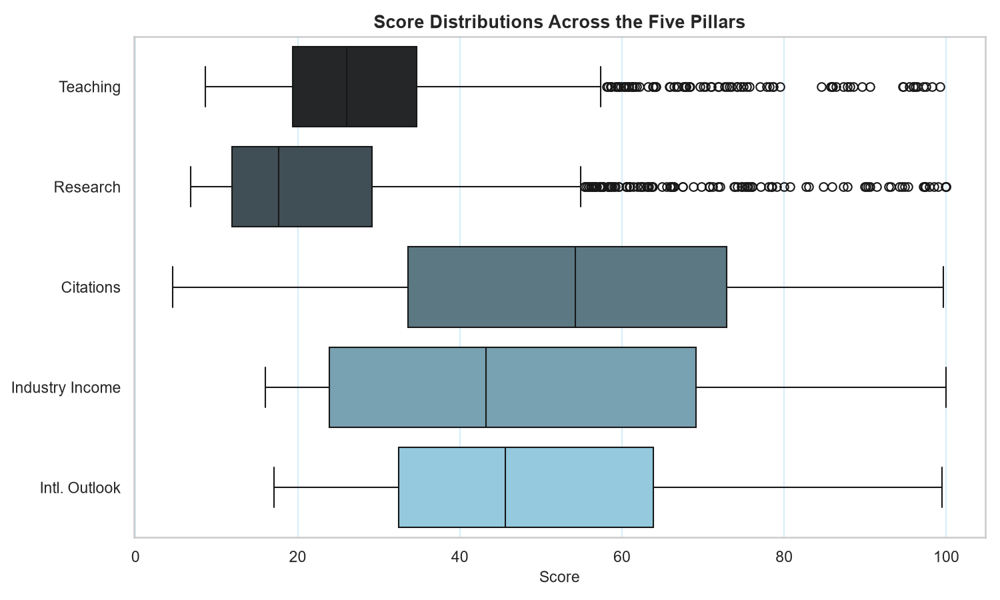 Score Distributions Across the Five Pillars
Teaching
Research
Citations
Industry Income
Intl. Outlook
0 20 40 60 80 100
Score